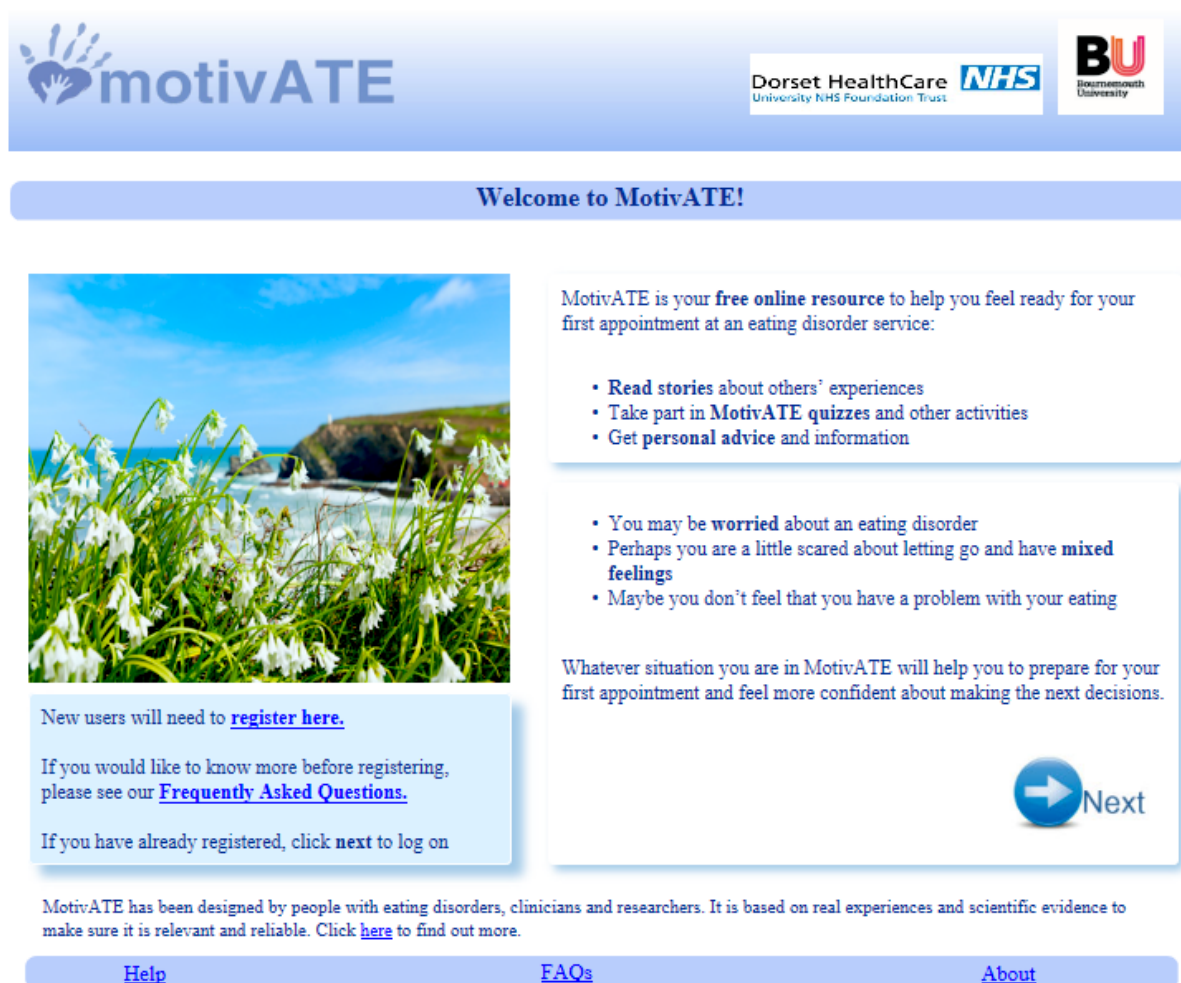 motivATE
Dorset HealthCare NHS
University NHS Foundation Trust
BU
Bournemouth
University
Welcome to MotivATE!
MotivATE is your free online resource to help you feel ready for your
first appointment at an eating disorder service:
• Read stories about others’ experiences
• Take part in MotivATE quizzes and other activities
• Get personal advice and information
• You may be worried about an eating disorder
• Perhaps you are a little scared about letting go and have mixed
feelings
• Maybe you don’t feel that you have a problem with your eating
Whatever situation you are in MotivATE will help you to prepare for your
first appointment and feel more confident about making the next decisions.
Next
New users will need to register here.
If you would like to know more before registering,
please see our Frequently Asked Questions.
If you have already registered, click next to log on
MotivATE has been designed by people with eating disorders, clinicians and researchers. It is based on real experiences and scientific evidence to
make sure it is relevant and reliable. Click here to find out more.
Help FAQs About